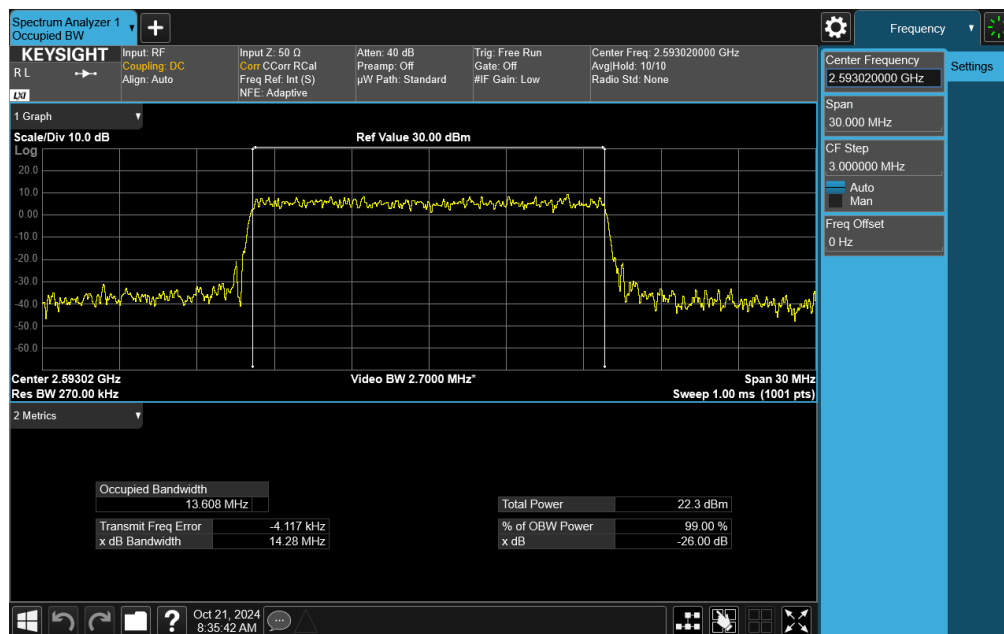 Spectrum Analyzer 1
Occupied BW
KEYSIGHT
R L
LXI
Input: RF
Coupling: DC
Align: Auto
Input Z: 50 Ω
Corr CCorr RCal
Freq Ref: Int (S)
NFE: Adaptive
Atten: 40 dB
Preamp: Off
µW Path: Standard
Trig: Free Run
Gate: Off
#IF Gain: Low
Center Freq: 2.593020000 GHz
Avg|Hold: 10/10
Radio Std: None
Frequency
Settings
Center Frequency
2.593020000 GHz
Span
30.000 MHz
CF Step
3.000000 MHz
Auto
Man
Freq Offset
0 Hz
1 Graph
Scale/Div 10.0 dB
Ref Value 30.00 dBm
Log
20.0
10.0
0.00
-10.0
-20.0
-30.0
-40.0
-50.0
-60.0
Center 2.59302 GHz
Video BW 2.7000 MHz*
Span 30 MHz
Res BW 270.00 kHz
Sweep 1.00 ms (1001 pts)
2 Metrics
Occupied Bandwidth
13.608 MHz
Total Power 22.3 dBm
Transmit Freq Error -4.117 kHz
% of OBW Power 99.00 %
x dB Bandwidth 14.28 MHz
x dB -26.00 dB
?
Oct 21, 2024
8:35:42 AM